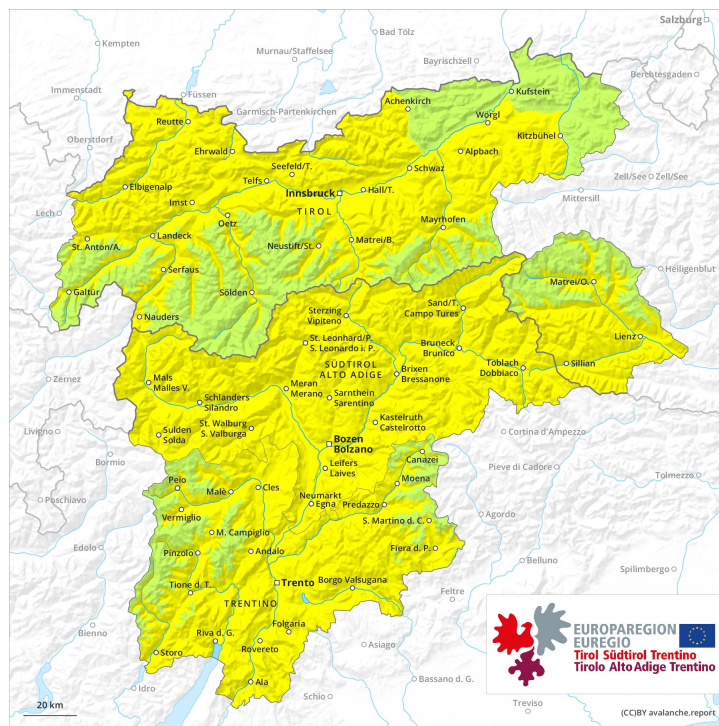 Salzburg
Kempten
Bad Tölz
Murnau/Staffelsee
Bayrischzell
Berchtesgaden
Immenstadt
Füssen
Garmisch-Partenkirchen
Achenkirch
Kufstein
Reutte
Wörgl
Kitzbühel
Oberstdorf
Ehrwald
Seefeld/T.
Alpbach
Schwaz
Telfs
Zell/See
Zell/See
Elbigenalp
Innsbruck
Hall/T.
Mittersill
Imst
TIROL
Lech
Oetz
Mayrhofen
St. Anton/A.
Landeck
Neustift/St.
Matrei/B.
Heiligenblut
Serfaus
Matrei/O.
Galtür
Sölden
Nauders
Sterzing
Vipiteno
Sand/T.
Campo Tures
Lienz
St. Leonhard/P.
S. Leonardo i. P.
Bruneck
Brunico
Sillian
SÜDTIROL
ALTO ADIGE
Toblach
Dobbiaco
Zernez
Mals
Malles V.
Meran
Merano
Brixen
Bressanone
Schlanders
Silandro
Sarnthein
Sarentino
St. Walburg
S. Valburga
Kastelruth
Castelrotto
Livigno
Sulden
Solda
Bozen
Bolzano
Cortina d'Ampezzo
Bormio
Canazei
Pieve di Cadore
Leifers
Laives
Tolmezzo
Peio
Moena
Poschiavo
Malè
Cles
Neumarkt
Egna
Predazzo
Vermiglio
S. Martino d. C.
Agordo
M. Campiglio
Edolo
Pinzolo
Andalo
Fiera d. P.
Belluno
Spilimbergo
Trento
Tione d. T.
Borgo Valsugana
Feltre
TRENTINO
Folgaria
Bienno
Riva d. G.
Storo
Rovereto
Asiago
Ala
Bassano d. G.
Idro
Schio
Treviso
EUROPAREGION
EUREGIO
Tirol Südtirol Trentino
Tirolo Alto Adige Trentino
20 km
(CC)BY avalanche.report